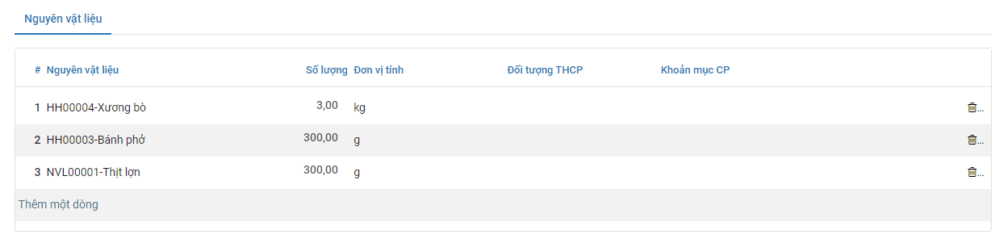 Nguyên vật liệu
# Nguyên vật liệu Số lượng Đơn vị tính Đối tượng THCP Khoản mục CP
1 HH00004-Xương bò 3,00 kg ...
2 HH00003-Bánh phở 300,00 g ...
3 NVL00001-Thịt lợn 300,00 g ...
Thêm một dòng